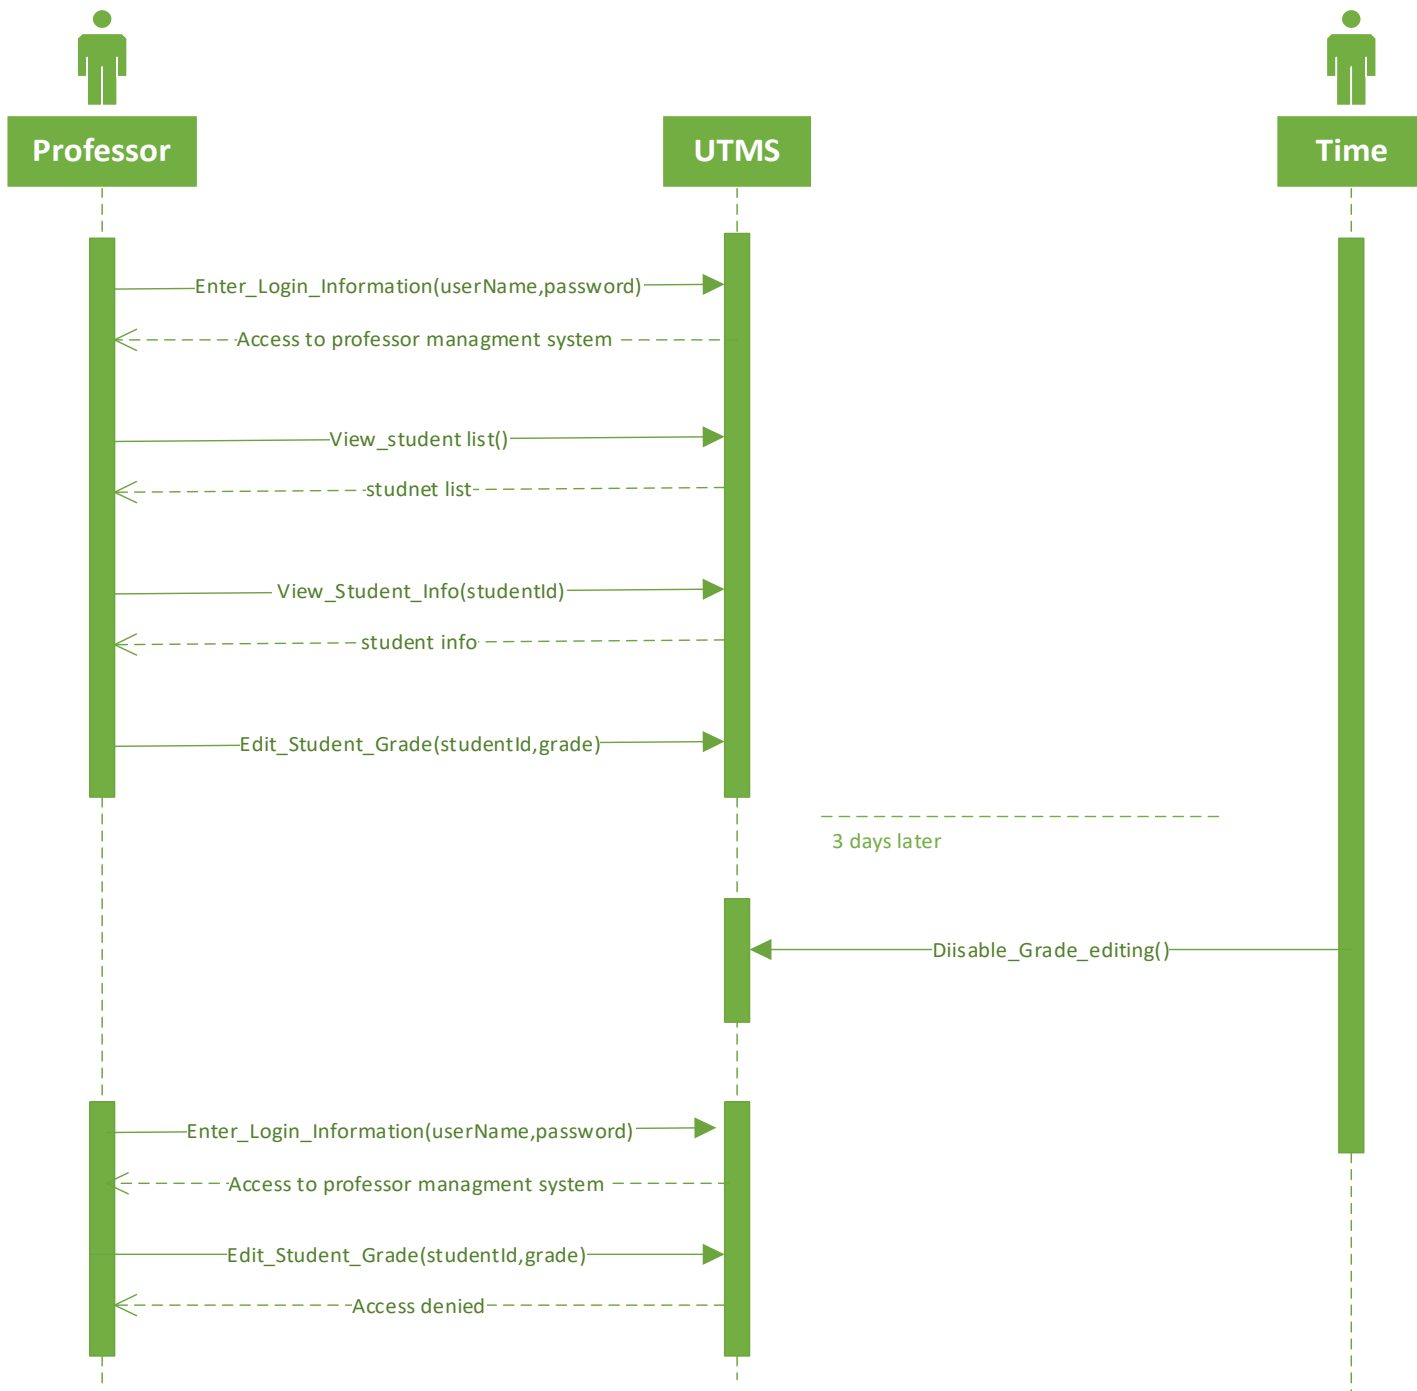 Professor
UTMS
Time
Enter_Login_Information(userName,password)
Access to professor managment system
View_student list()
studnet list
View_Student_Info(studentId)
student info
Edit_Student_Grade(studentId,grade)
3 days later
Diisable_Grade_editing()
Enter_Login_Information(userName,password)
Access to professor managment system
Edit_Student_Grade(studentId,grade)
Access denied